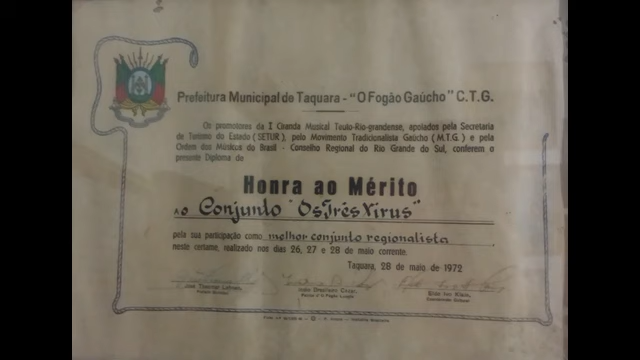 Prefeitura Municipal de Taquara - "O Fogão Gaúcho" C.T.G.
Os promotores da I Ciranda Musical Teuto-Rio-grandense, apoiados pela Secretaria
de Turismo do Estado (SETUR), pelo Movimento Tradicionalista Gaúcho (M.T.G.) e pela
Ordem dos Músicos do Brasil - Conselho Regional do Rio Grande do Sul, conferem o
presente Diploma de
Honra ao Mérito
Ao Conjunto "Os Três Virus"
pela sua participação como melhor conjunto regionalista
neste certame, realizado nos dias 26, 27 e 28 de maio corrente.
Taquara, 28 de maio de 1972